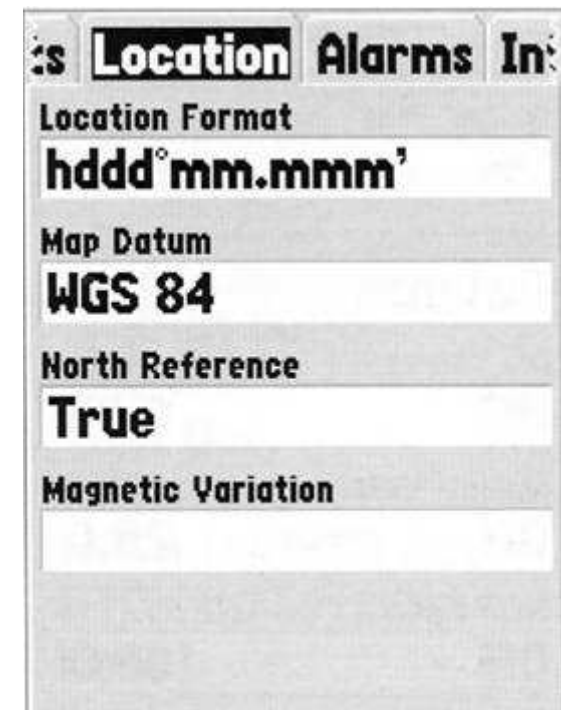 Location Alarms
Location Format
hddd°mm.mmm'
Map Datum
WGS 84
North Reference
True
Magnetic Variation